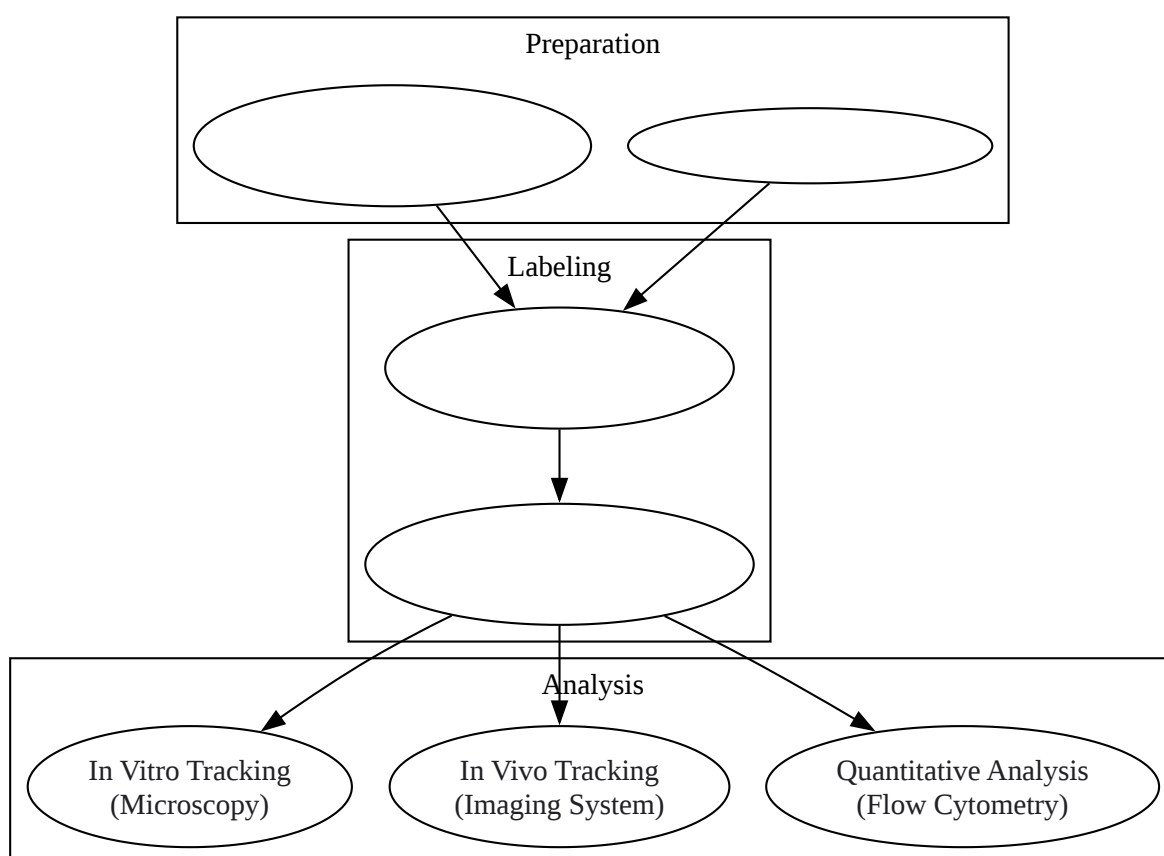 Preparation
Labeling
Analysis
In Vitro Tracking
(Microscopy)
In Vivo Tracking
(Imaging System)
Quantitative Analysis
(Flow Cytometry)